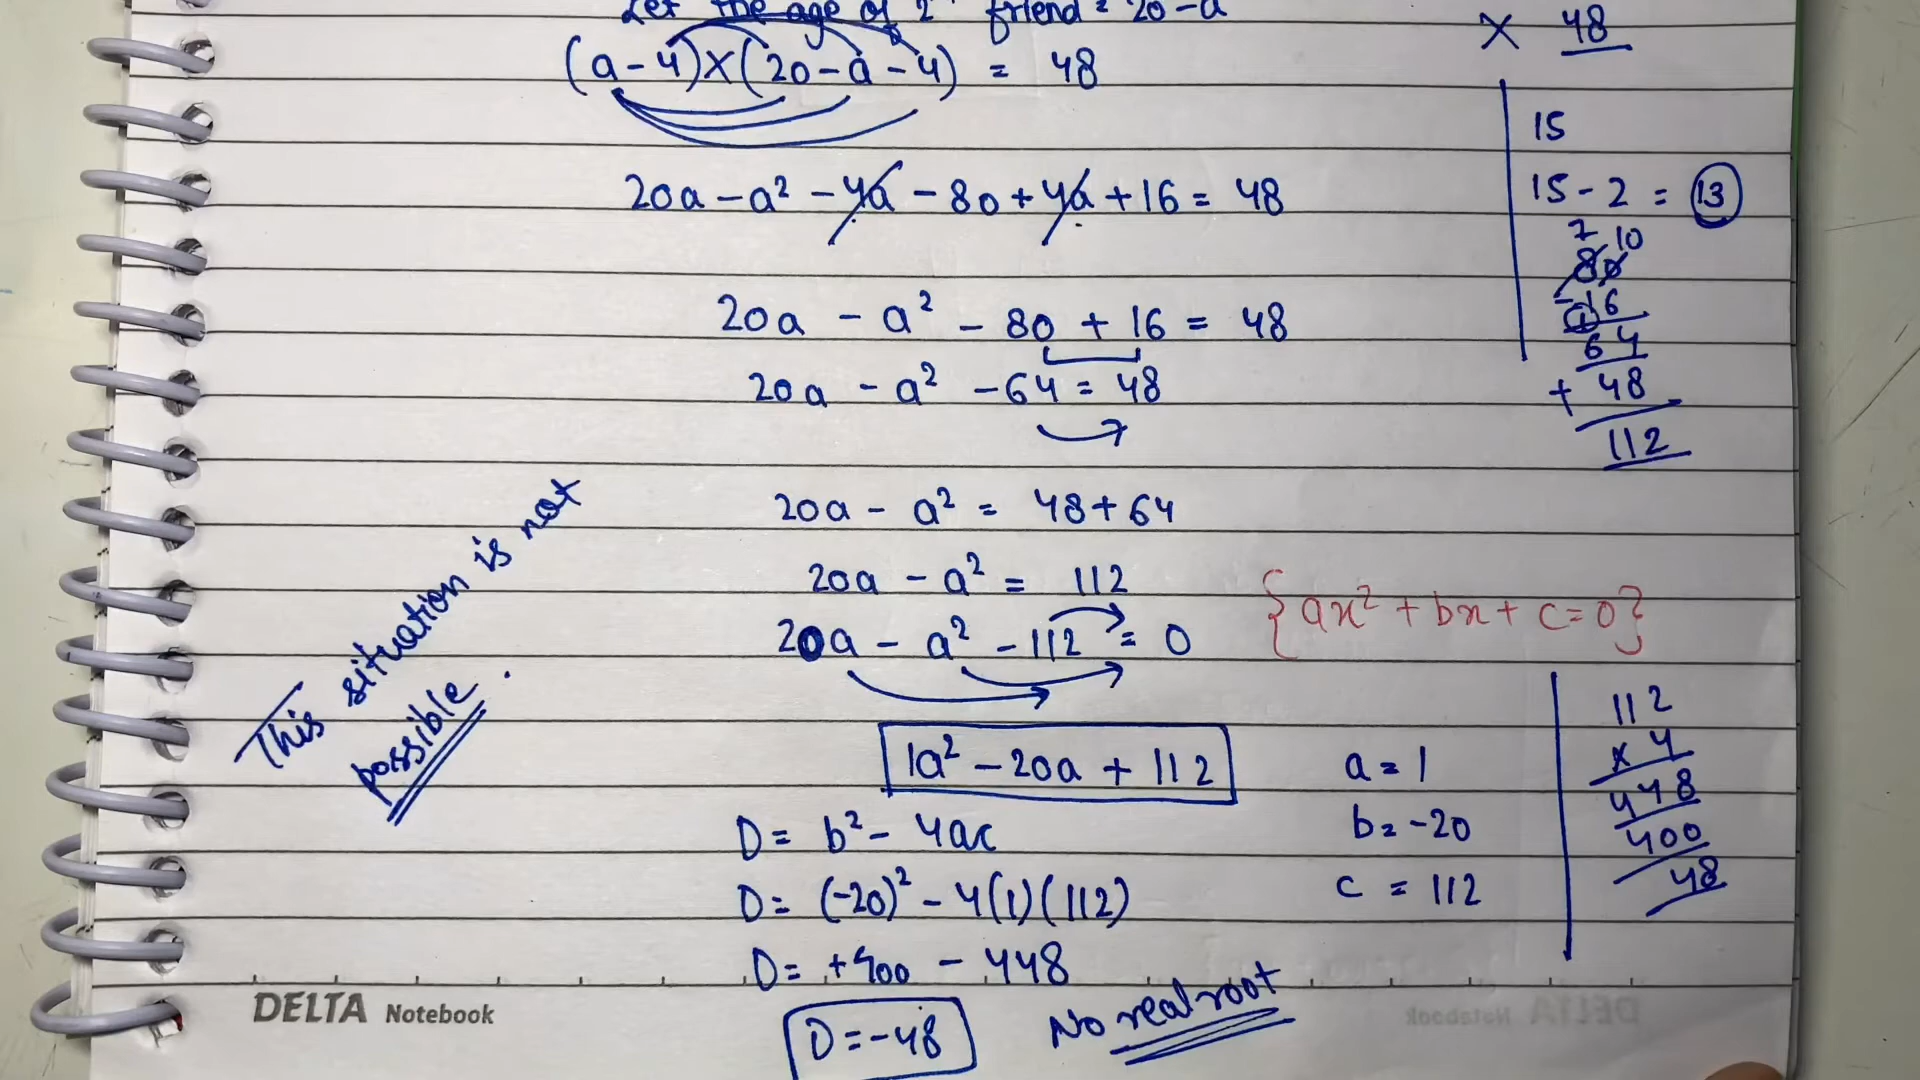 Let the age of 2 friend = 20 - a
(a-4)×(20-a-4) = 48
× 48
20a - a² - 4a - 80 + 4a + 16 = 48
15
15 - 2 = 13
7 10
80
-16
64
+ 48
112
20a - a² - 80 + 16 = 48
20a - a² - 64 = 48
20a - a² = 48 + 64
20a - a² = 112
20a - a² - 112 = 0
{ax² + bx + c = 0}
This situation is not
possible.
1a² - 20a + 112
a = 1
b = -20
c = 112
112
× 4
448
400
48
D = b² - 4ac
D = (-20)² - 4(1)(112)
D = +400 - 448
D = -48
No real root
DELTA Notebook